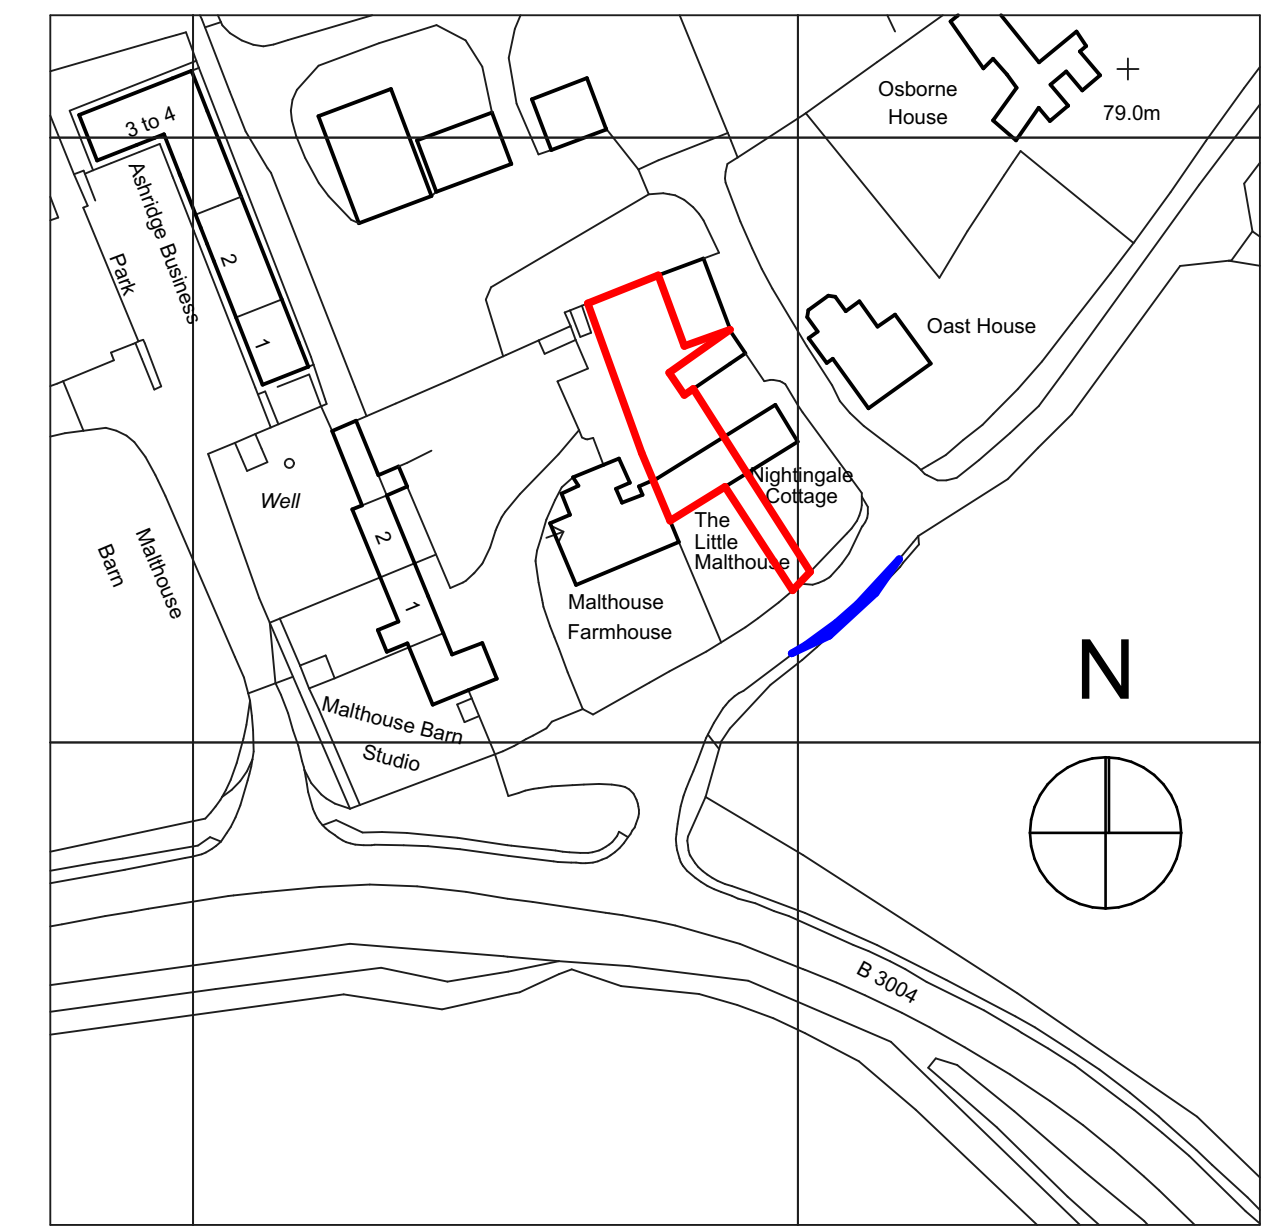 Osborne
House
79.0m
3 to 4
Ashridge Business
Park
2
1
Oast House
Well
Nightingale
Cottage
The
Little
Malthouse
2
1
Malthouse
Barn
Malthouse
Farmhouse
N
Malthouse Barn
Studio
B 3004